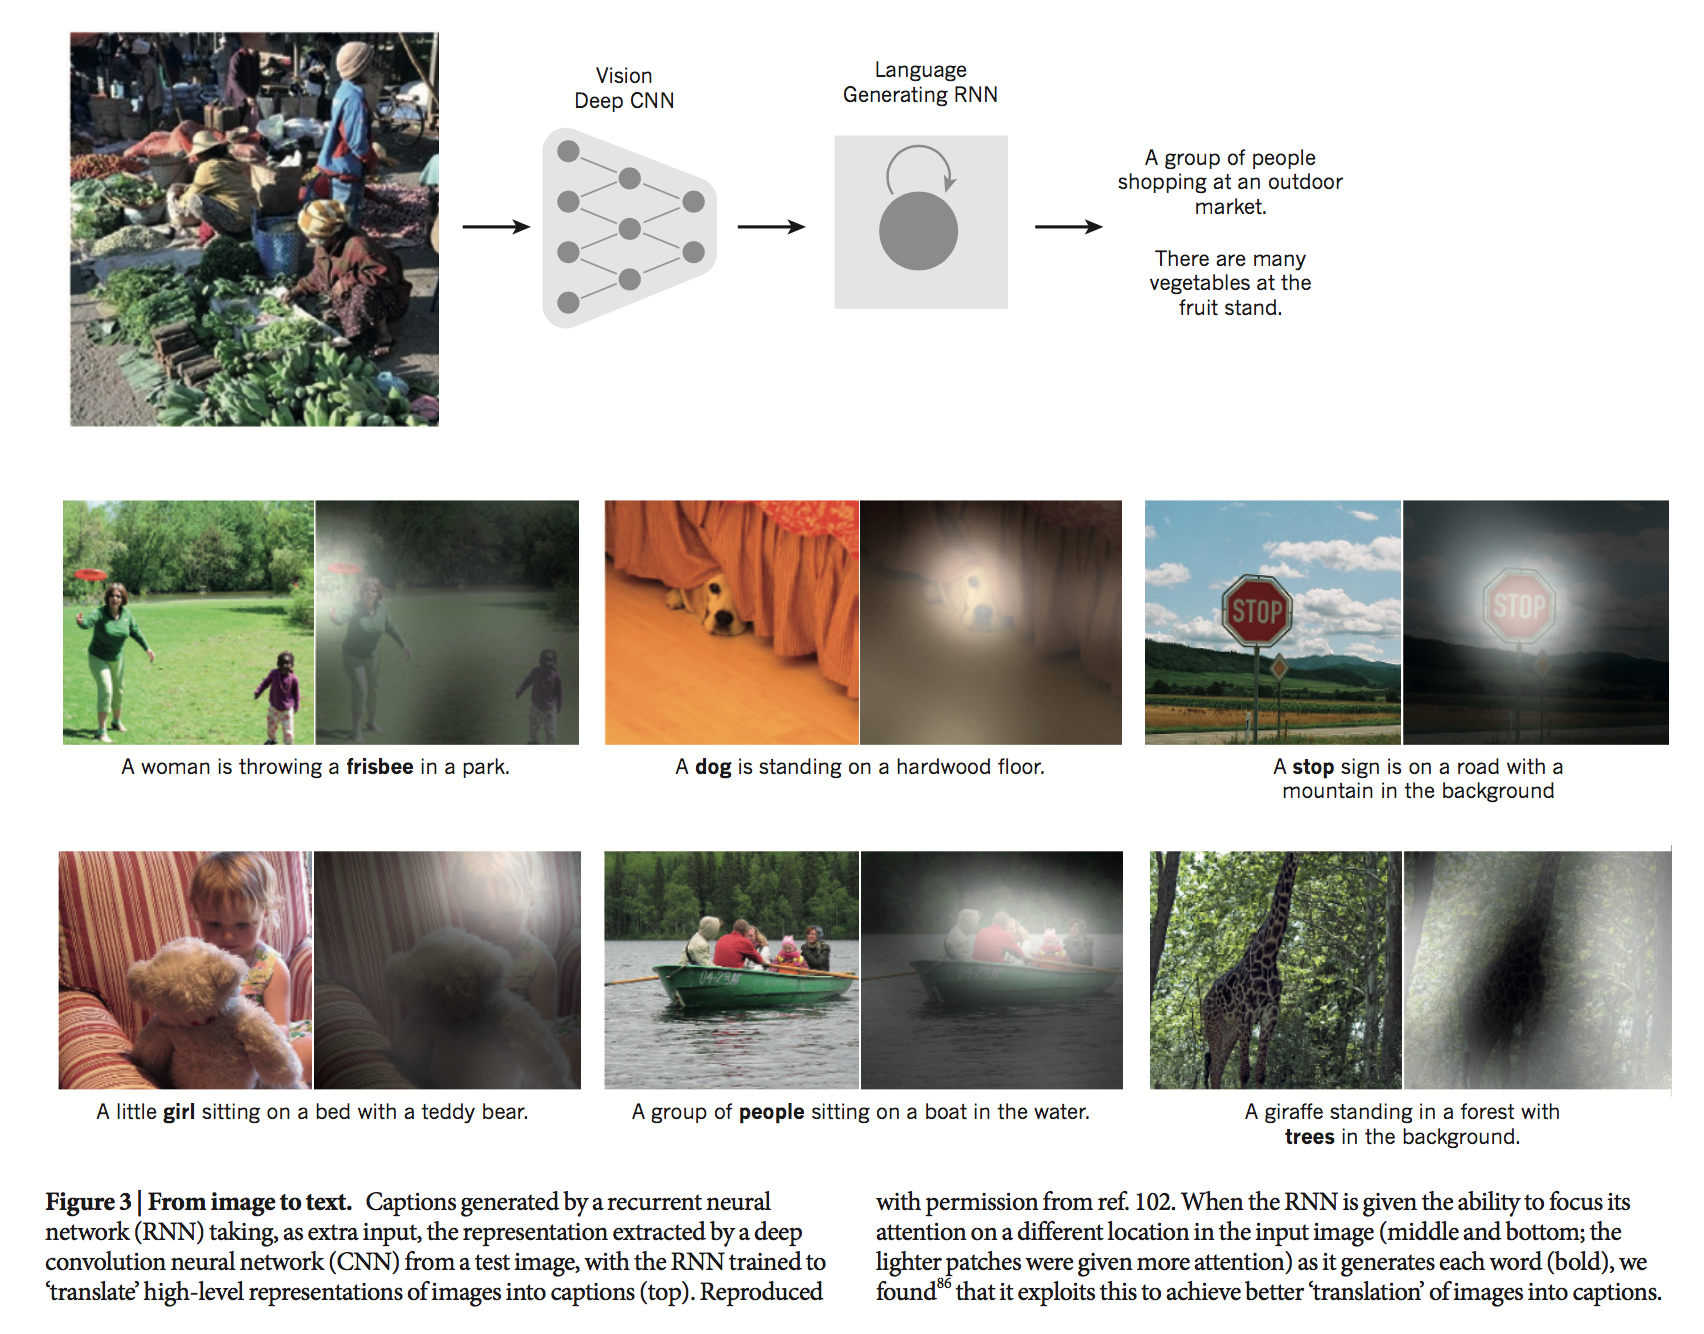 Vision
Deep CNN
Language
Generating RNN
A group of people
shopping at an outdoor
market.
There are many
vegetables at the
fruit stand.
STOP
STOP
A woman is throwing a frisbee in a park.
A dog is standing on a hardwood floor.
A stop sign is on a road with a
mountain in the background
A little girl sitting on a bed with a teddy bear.
A group of people sitting on a boat in the water.
A giraffe standing in a forest with
trees in the background.
Figure 3 | From image to text. Captions generated by a recurrent neural
network (RNN) taking, as extra input, the representation extracted by a deep
convolution neural network (CNN) from a test image, with the RNN trained to
‘translate’ high-level representations of images into captions (top). Reproduced
with permission from ref. 102. When the RNN is given the ability to focus its
attention on a different location in the input image (middle and bottom; the
lighter patches were given more attention) as it generates each word (bold), we
found86 that it exploits this to achieve better ‘translation’ of images into captions.